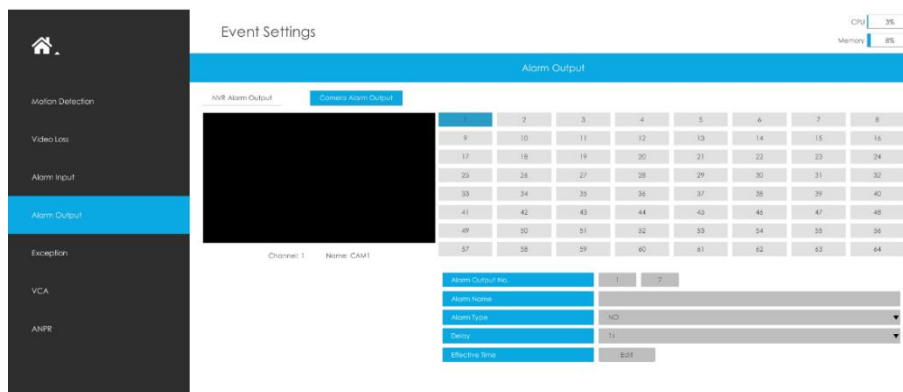 Event Settings
CPU 3%
Memory 8%
Alarm Output
Motion Detection
Video Loss
Alarm Input
Alarm Output
Exception
VCA
ANPR
NVR Alarm Output Camera Alarm Output
1 2 3 4 5 6 7 8
9 10 11 12 13 14 15 16
17 18 19 20 21 22 23 24
25 26 27 28 29 30 31 32
33 34 35 36 37 38 39 40
41 42 43 44 45 46 47 48
49 50 51 52 53 54 55 56
57 58 59 60 61 62 63 64
Channel: 1 Name: CAM1
Alarm Output No. 1 2
Alarm Name
Alarm Type NO
Delay 1s
Effective Time Edit